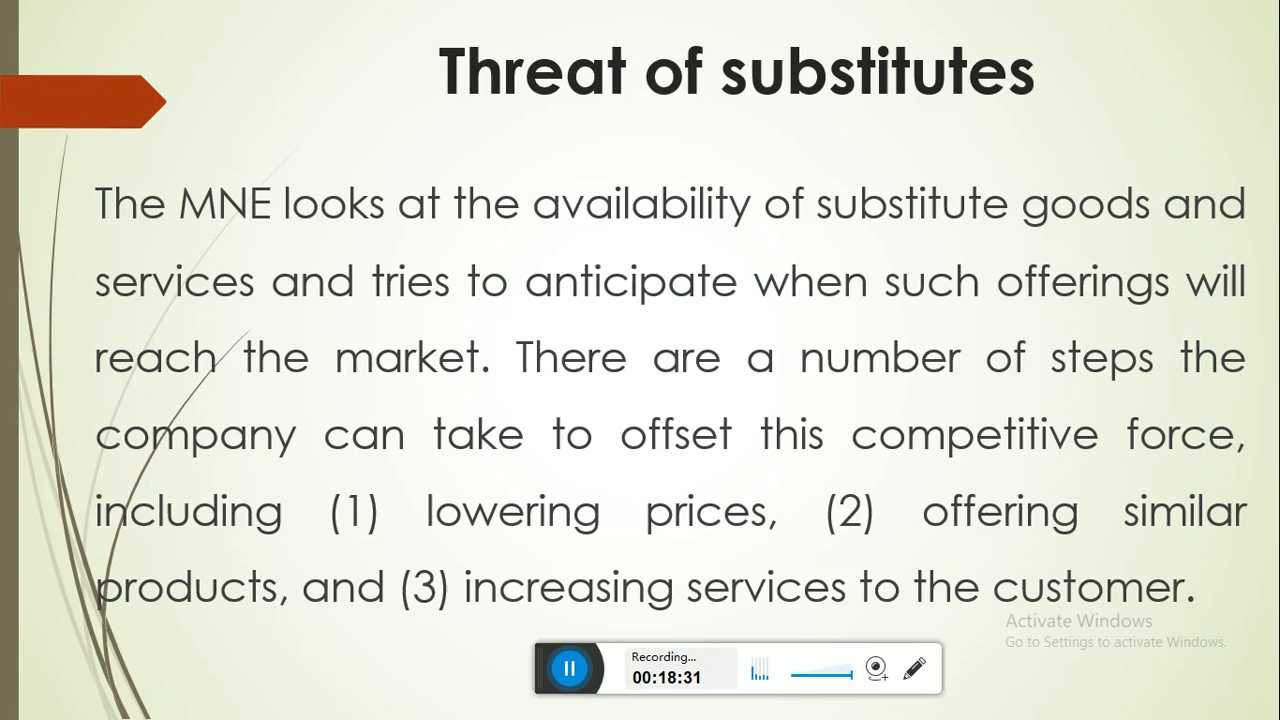 Threat of substitutes
The MNE looks at the availability of substitute goods and
services and tries to anticipate when such offerings will
reach the market. There are a number of steps the
company can take to offset this competitive force,
including (1) lowering prices, (2) offering similar
products, and (3) increasing services to the customer.
Activate Windows
Go to Settings to activate Windows.
Recording...
00:18:31